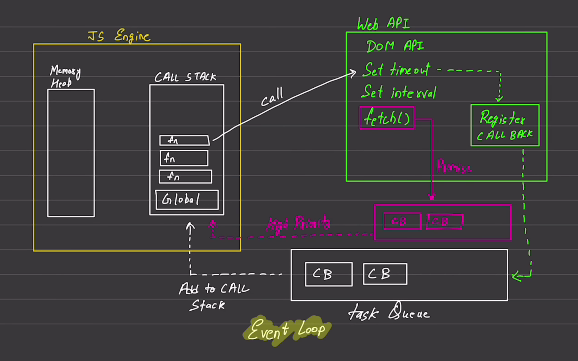 JS Engine
Web API
Memory
Heap
CALL STACK
DOM API
Set timeout
Set interval
fetch()
call
Register
CALL BACK
fn
fn
fn
Global
Promise
High Priority
CB CB
CB CB
Add to CALL
Stack
task Queue
Event Loop